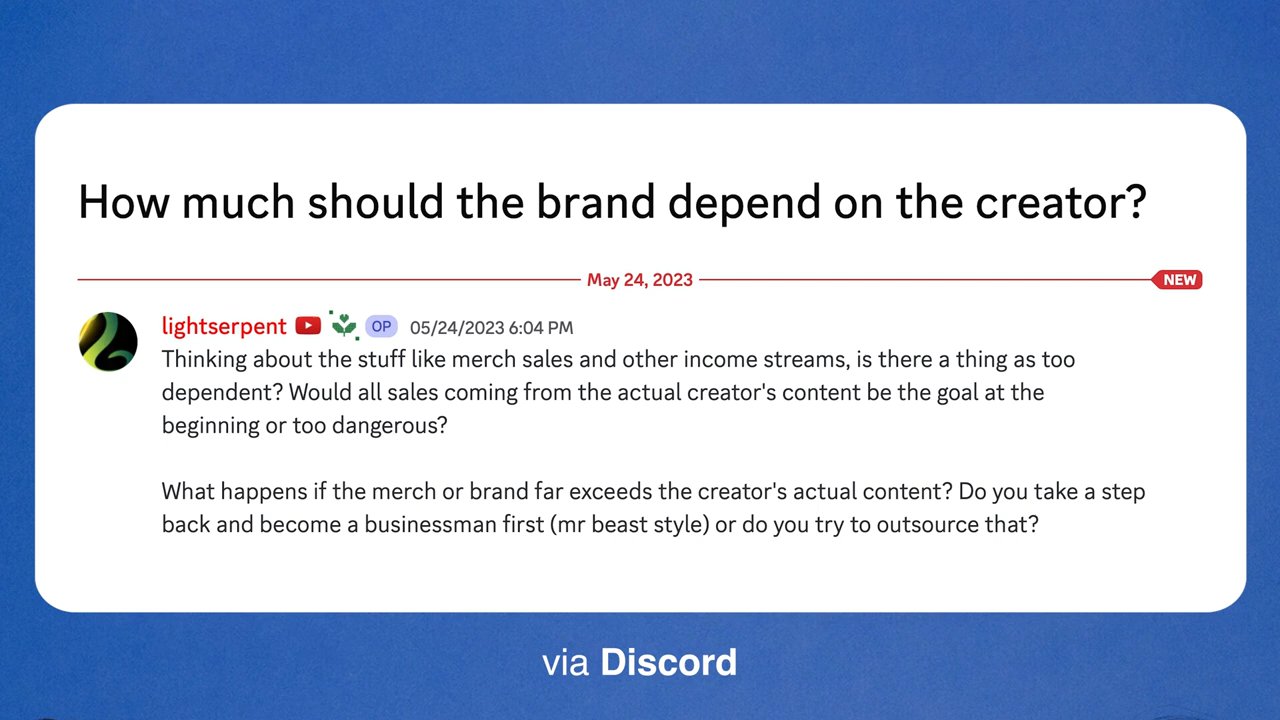 How much should the brand depend on the creator?
May 24, 2023
NEW
lightserpent OP 05/24/2023 6:04 PM
Thinking about the stuff like merch sales and other income streams, is there a thing as too
dependent? Would all sales coming from the actual creator's content be the goal at the
beginning or too dangerous?
What happens if the merch or brand far exceeds the creator's actual content? Do you take a step
back and become a businessman first (mr beast style) or do you try to outsource that?
via Discord